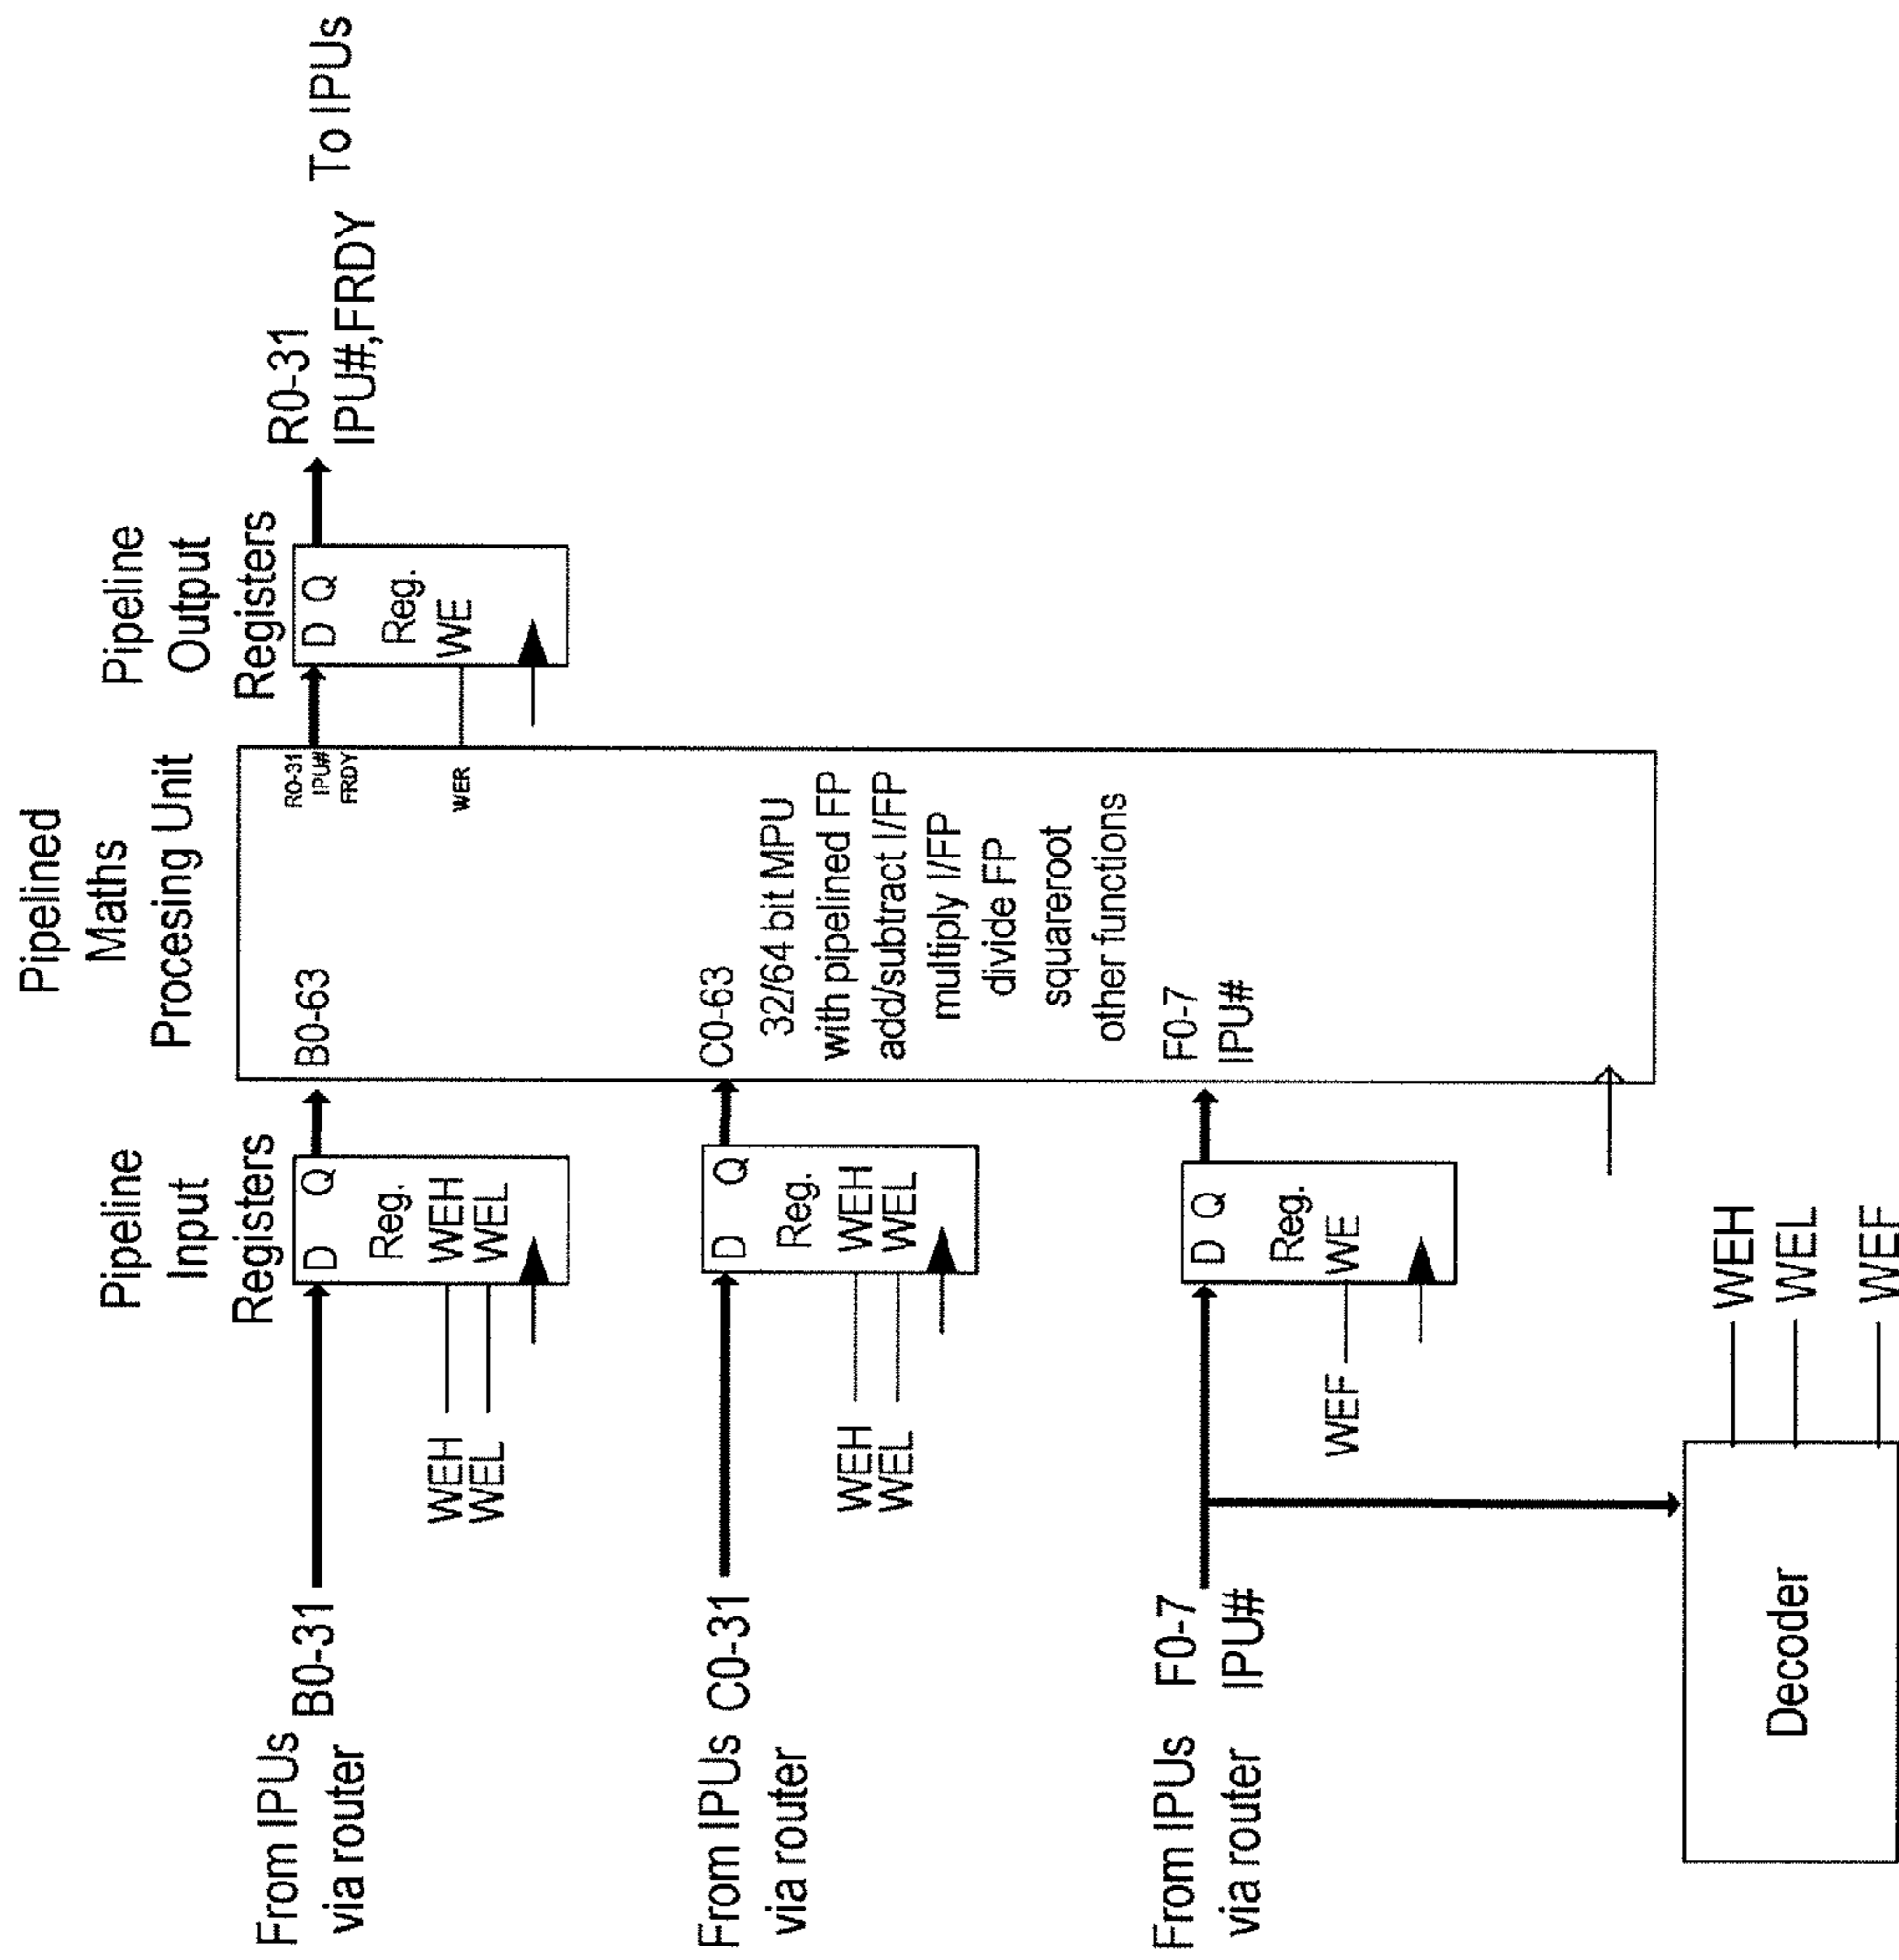 Pipeline
Input
Registers
Pipelined
Maths
Procesing Unit
Pipeline
Output
Registers
From IPUs
via router
B0-31
D Q
Reg.
WEH
WEL
WEH
WEL
B0-63
R0-31
IPU#
FRDY
WER
D Q
Reg.
WE
R0-31
IPU#,FRDY
To IPUs
From IPUs
via router
C0-31
D Q
Reg.
WEH
WEL
WEH
WEL
C0-63
32/64 bit MPU
with pipelined FP
add/subtract I/FP
multiply I/FP
divide FP
squareroot
other functions
From IPUs
via router
F0-7
IPU#
D Q
Reg.
WE
WEF
F0-7
IPU#
Decoder
WEH
WEL
WEF